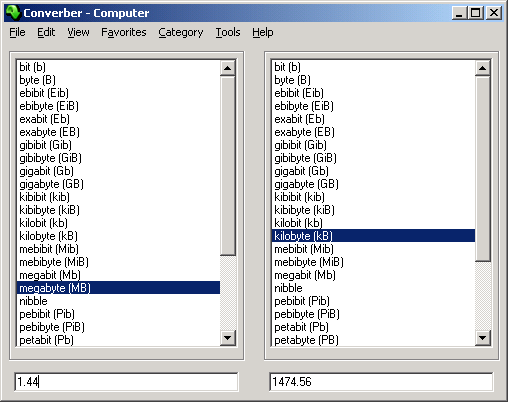 Converber - Computer
File Edit View Favorites Category Tools Help
bit (b)
byte (B)
ebibit (Eib)
ebibyte (EiB)
exabit (Eb)
exabyte (EB)
gibibit (Gib)
gibibyte (GiB)
gigabit (Gb)
gigabyte (GB)
kibibit (kib)
kibibyte (kiB)
kilobit (kb)
kilobyte (kB)
mebibit (Mib)
mebibyte (MiB)
megabit (Mb)
megabyte (MB)
nibble
pebibit (Pib)
pebibyte (PiB)
petabit (Pb)
1.44
bit (b)
byte (B)
ebibit (Eib)
ebibyte (EiB)
exabit (Eb)
exabyte (EB)
gibibit (Gib)
gibibyte (GiB)
gigabit (Gb)
gigabyte (GB)
kibibit (kib)
kibibyte (kiB)
kilobit (kb)
kilobyte (kB)
mebibit (Mib)
mebibyte (MiB)
megabit (Mb)
nibble
pebibit (Pib)
pebibyte (PiB)
petabit (Pb)
petabyte (PB)
1474.56